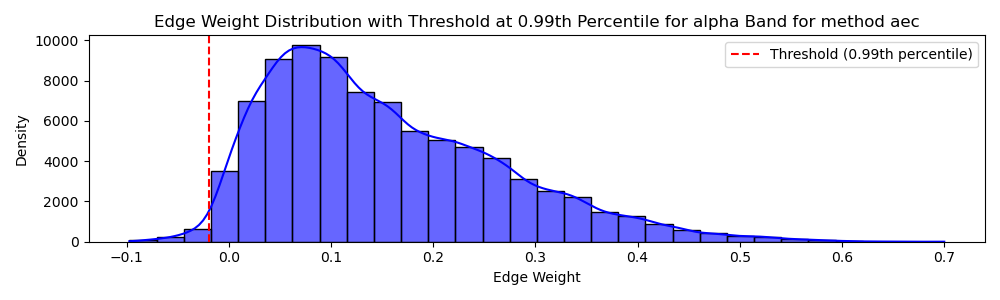 Edge Weight Distribution with Threshold at 0.99th Percentile for alpha Band for method aec
Threshold (0.99th percentile)
Density
10000
8000
6000
4000
2000
0
−0.1 0.0 0.1 0.2 0.3 0.4 0.5 0.6 0.7
Edge Weight